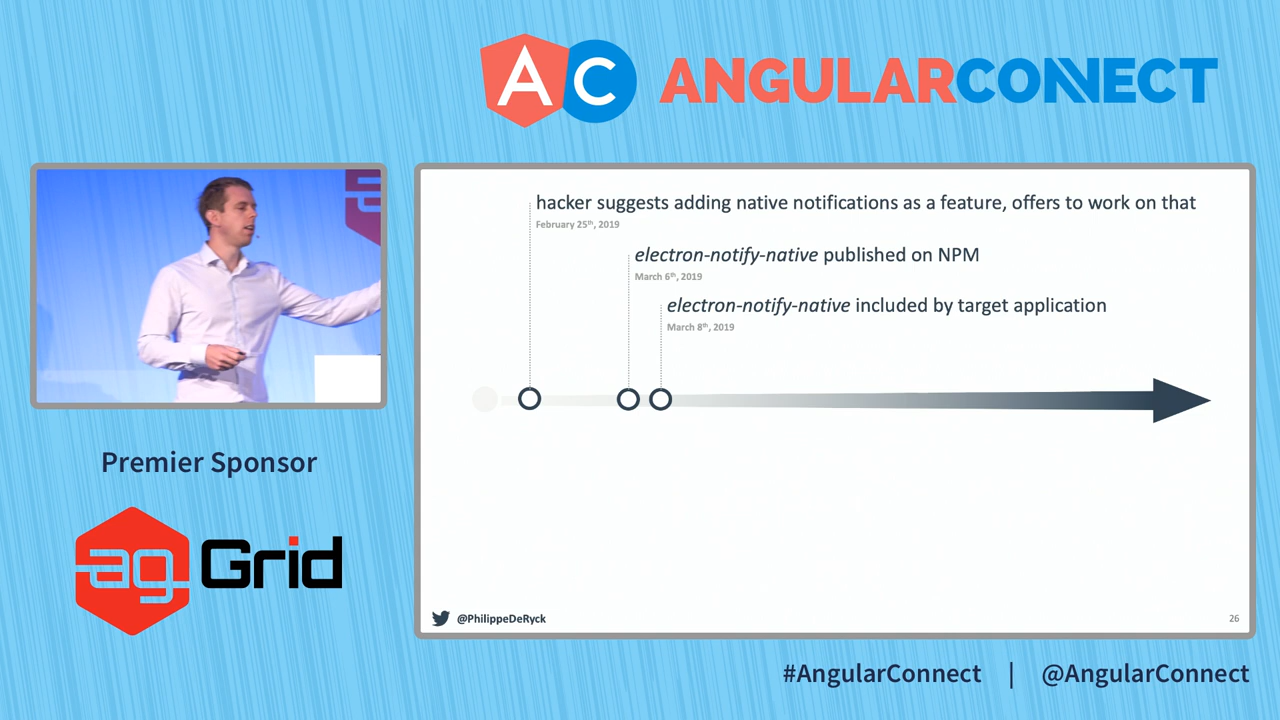 AC ANGULARCONNECT
hacker suggests adding native notifications as a feature, offers to work on that
February 25th, 2019
electron-notify-native published on NPM
March 6th, 2019
electron-notify-native included by target application
March 8th, 2019
Premier Sponsor
ag Grid
@PhilippeDeRyck
26
#AngularConnect | @AngularConnect